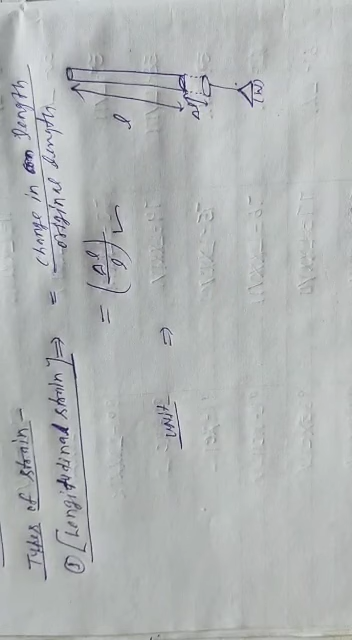 Types of strain -
① [Longitudinal strain] ⇒ = change in length / original length
= (Δl/l)
l
Δl
(W)
UNIT ⇒